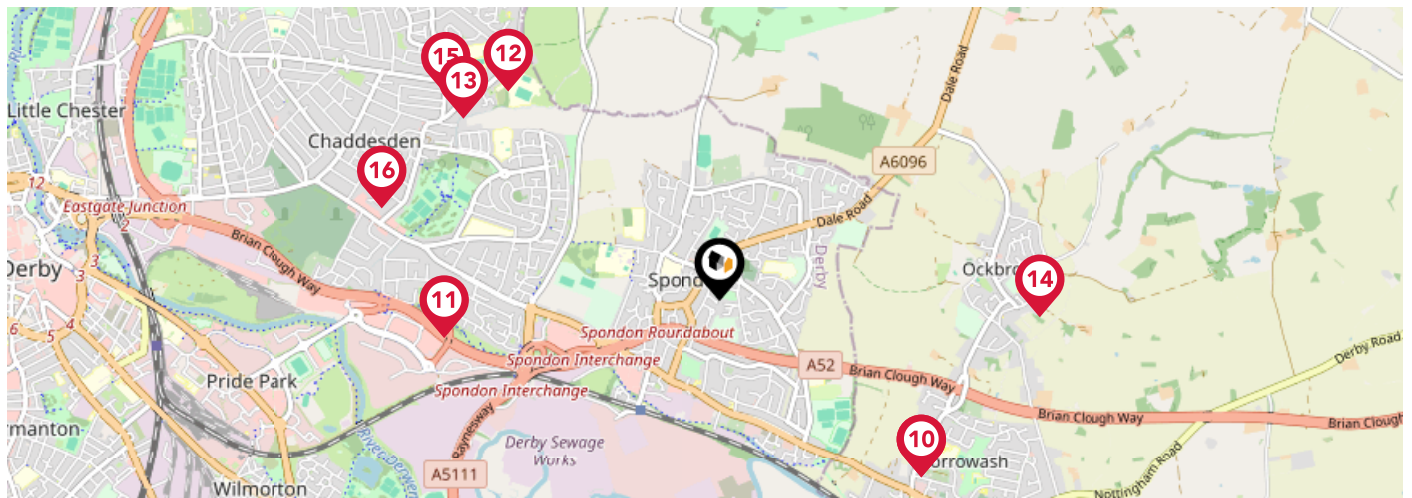 15
12
13
Dale Road
Little Chester
Chaddesden
A6096
16
12
Eastgate Junction
2
Dale Road
Brian Clough Way
Derby
3
3
Derby
Spond
Ockbro
14
11
6
5
4
Spondon Roundabout
Derby Road
Pride Park
Spondon Interchange
A52
Brian Clough Way
Spondon Interchange
Brian Clough Way
Brian Clough
rmanton
Raynesway
Derby Sewage
Works
10
orrowash
A5111
Nottingham Road
Wilmorton